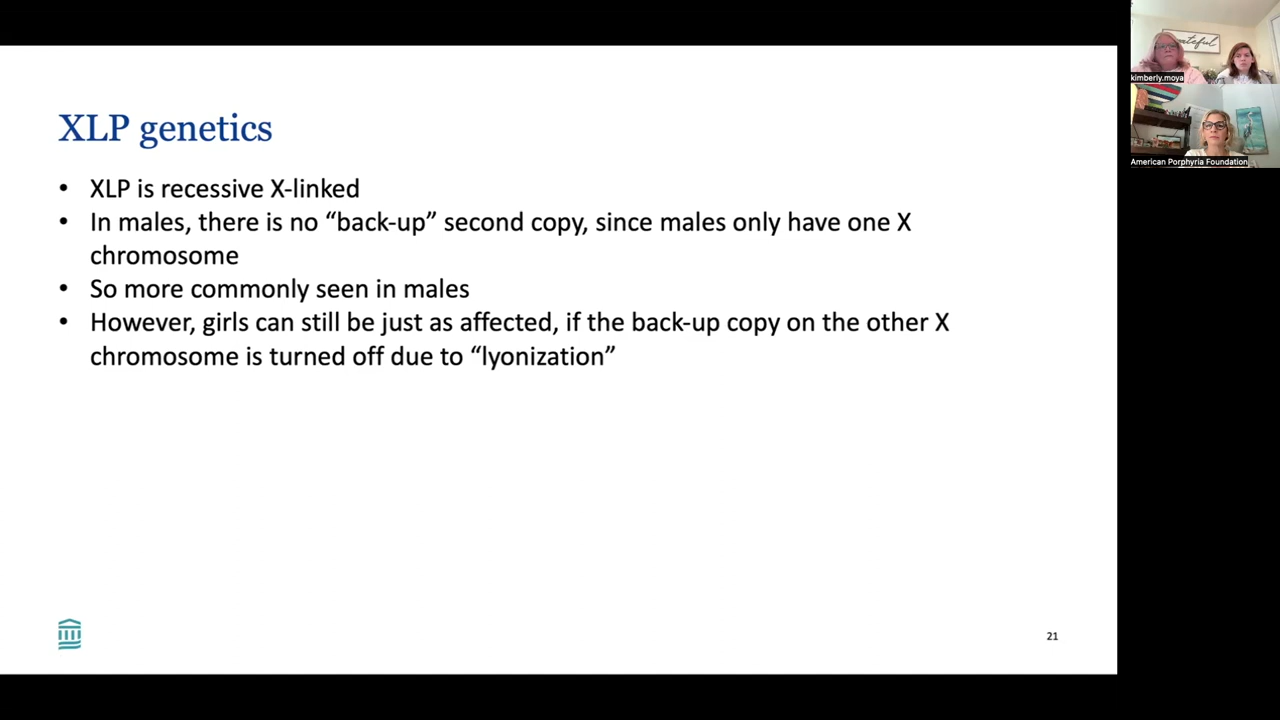 XLP genetics
• XLP is recessive X-linked
• In males, there is no “back-up” second copy, since males only have one X
chromosome
• So more commonly seen in males
• However, girls can still be just as affected, if the back-up copy on the other X
chromosome is turned off due to “lyonization”
21
grateful
kimberly.moya
American Porphyria Foundation